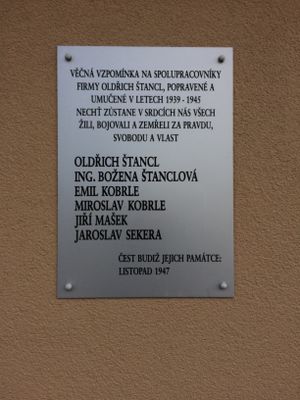 VĚČNÁ VZPOMÍNKA NA SPOLUPRACOVNÍKY
FIRMY OLDŘICH ŠTANCL, POPRAVENÉ A
UMUČENÉ V LETECH 1939 - 1945
NECHŤ ZŮSTANE V SRDCÍCH NÁS VŠECH
ŽILI, BOJOVALI A ZEMŘELI ZA PRAVDU,
SVOBODU A VLAST
OLDŘICH ŠTANCL
ING. BOŽENA ŠTANCLOVÁ
EMIL KOBRLE
MIROSLAV KOBRLE
JIŘÍ MAŠEK
JAROSLAV SEKERA
ČEST BUDIŽ JEJICH PAMÁTCE:
LISTOPAD 1947